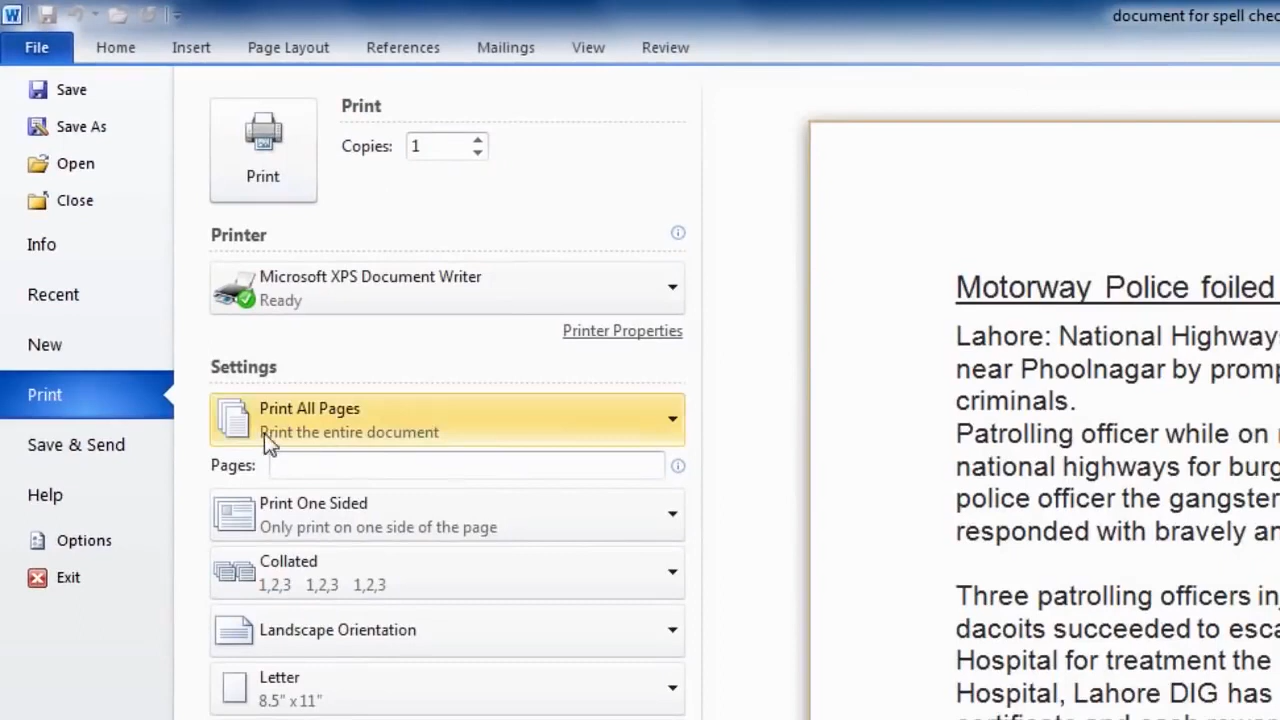 W
document for spell chec
File Home Insert Page Layout References Mailings View Review
Save
Save As
Open
Close
Info
Recent
New
Print
Save & Send
Help
Options
Exit
Print
Print
Copies: 1
Printer
Microsoft XPS Document Writer
Ready
Printer Properties
Settings
Print All Pages
Print the entire document
Pages:
Print One Sided
Only print on one side of the page
Collated
1,2,3 1,2,3 1,2,3
Landscape Orientation
Letter
8.5" x 11"
Motorway Police foiled
Lahore: National Highways
near Phoolnagar by promp
criminals.
Patrolling officer while on
national highways for burg
police officer the gangster
responded with bravely an
Three patrolling officers in
dacoits succeeded to esca
Hospital for treatment the
Hospital, Lahore DIG has